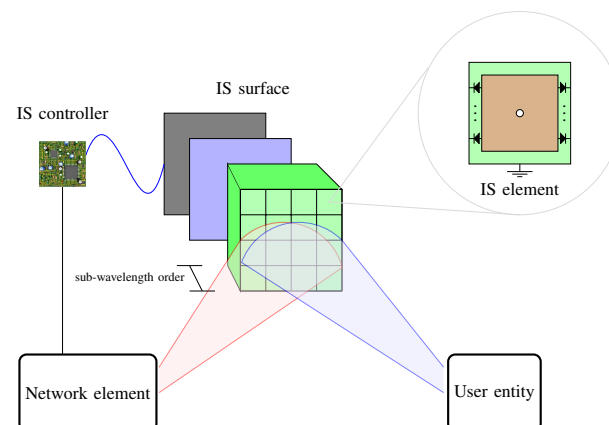 IS surface
IS controller
IS element
sub-wavelength order
Network element
User entity